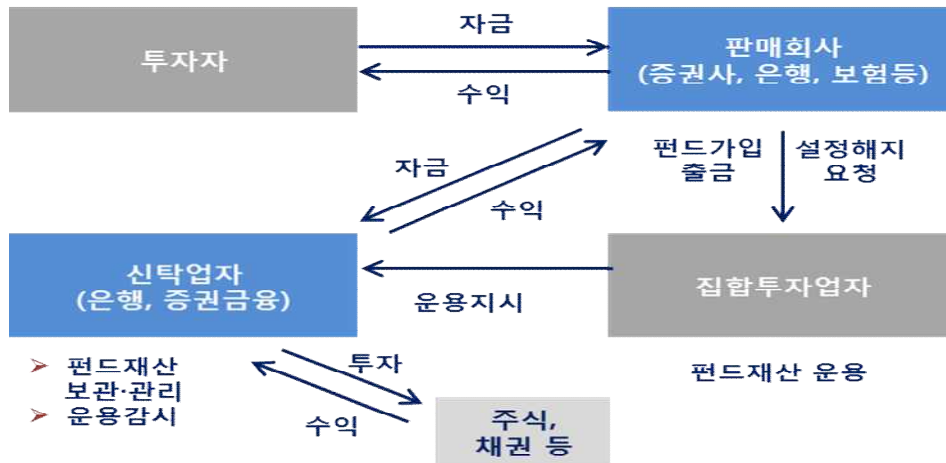 자금
투자자
판매회사
(증권사, 은행, 보험등)
수익
자금
펀드가입
출금
설정해지
요청
수익
신탁업자
(은행, 증권금융)
운용지시
집합투자업자
➢ 펀드재산
보관·관리
➢ 운용감시
투자
수익
주식,
채권 등
펀드재산 운용